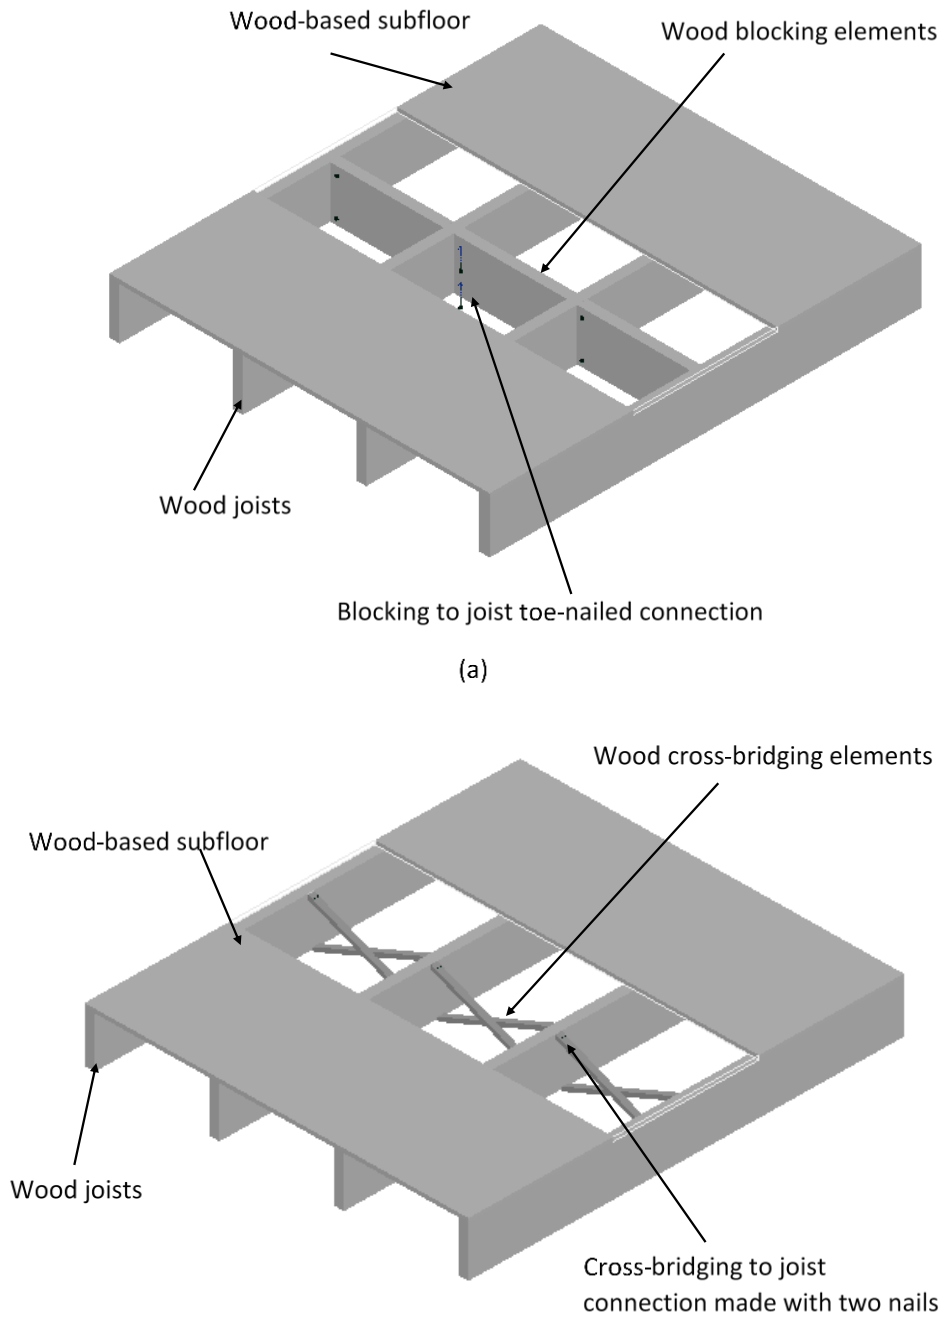 Wood-based subfloor
Wood blocking elements
Wood joists
Blocking to joist toe-nailed connection
(a)
Wood cross-bridging elements
Wood-based subfloor
Wood joists
Cross-bridging to joist
connection made with two nails